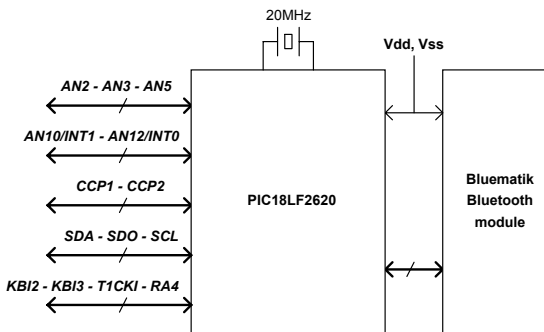 20MHz
Vdd, Vss
AN2 - AN3 - AN5
AN10/INT1 - AN12/INT0
CCP1 - CCP2
SDA - SDO - SCL
KBI2 - KBI3 - T1CKI - RA4
PIC18LF2620
Bluematik
Bluetooth
module